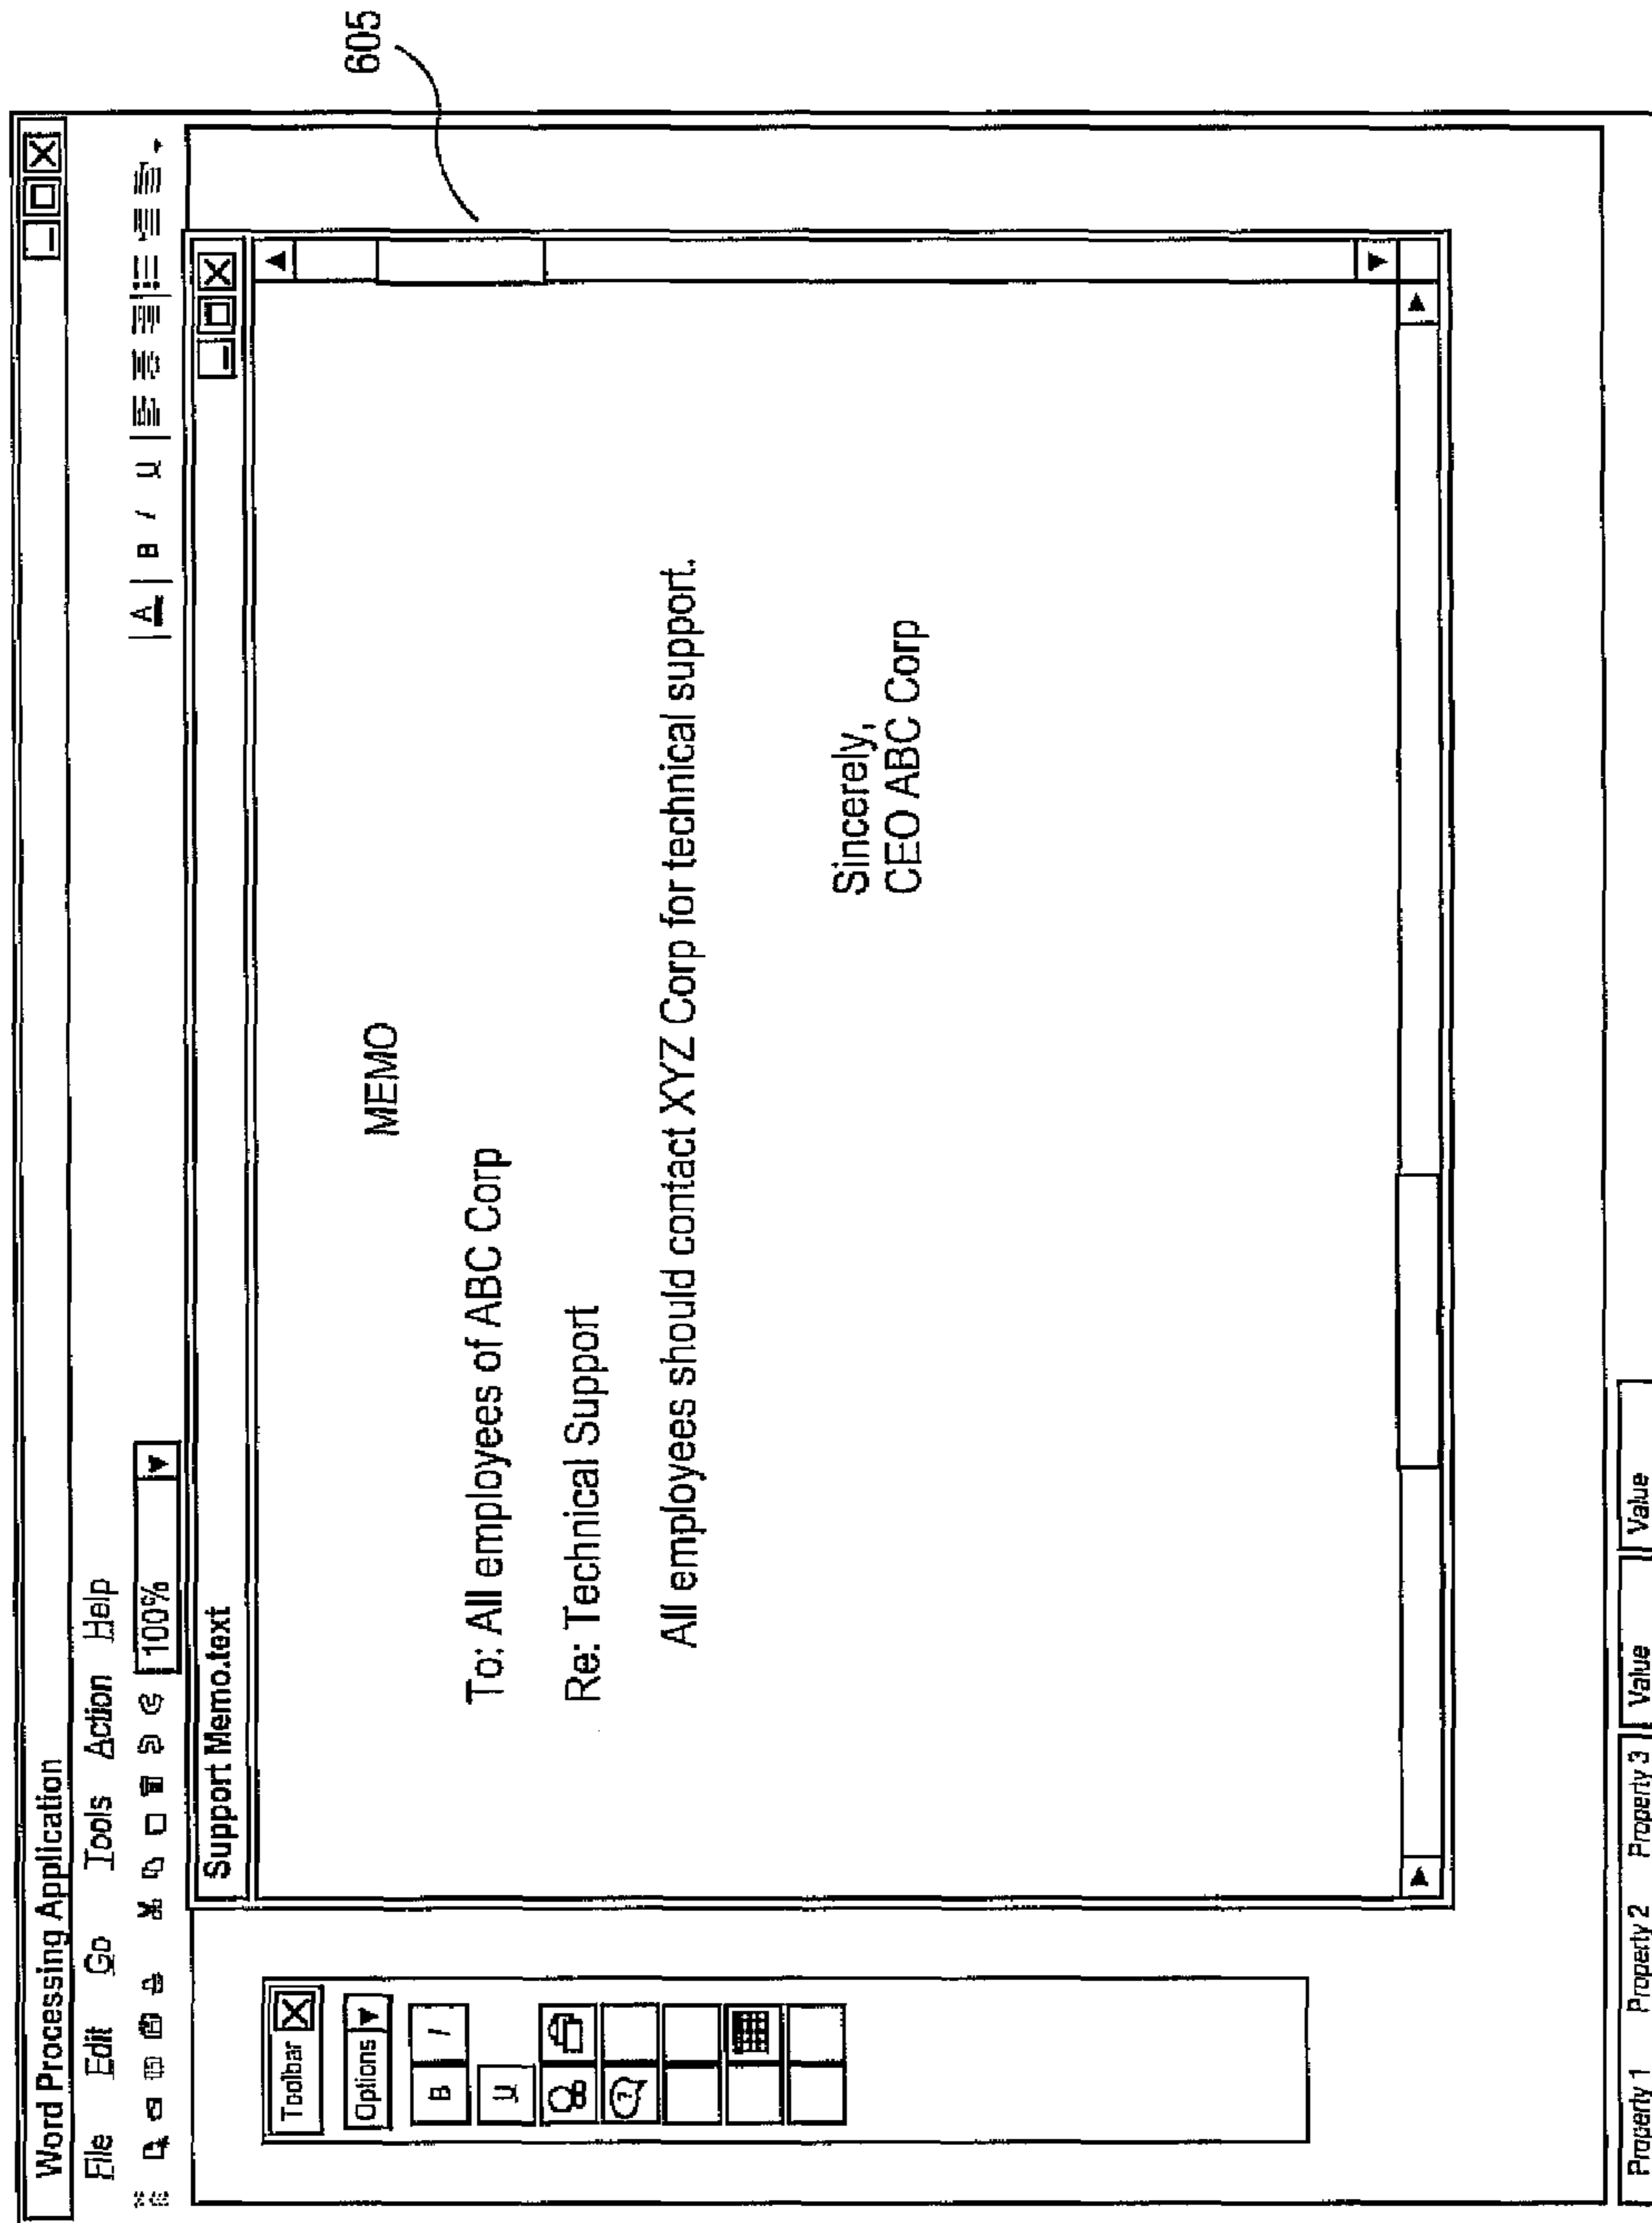 Word Processing Application
File Edit Go Tools Action Help
100% A B I U
Support Memo.text
605
Toolbar
Options
B I
U
?
MEMO
To: All employees of ABC Corp
Re: Technical Support
All employees should contact XYZ Corp for technical support.
Sincerely,
CEO ABC Corp
Property 1 Property 2 Property 3 Value Value